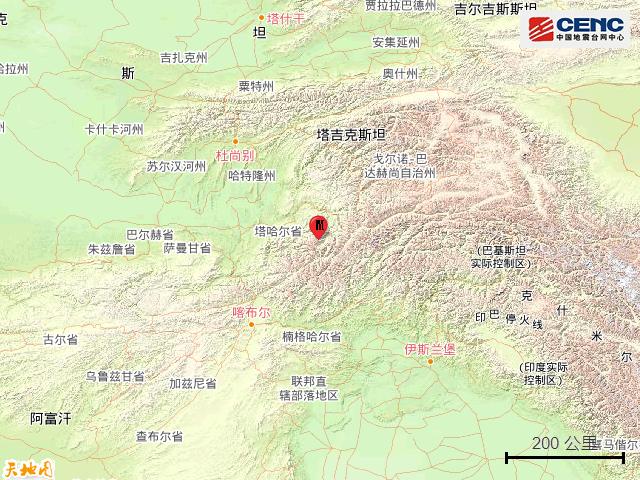 贾拉拉巴德州
吉尔吉斯斯坦
塔什干
坦
克
CENC
中国地震台网中心
安集延州
吉扎克州
哈拉州
斯
奥什州
粟特州
州
卡什卡河州
塔吉克斯坦
杜尚别
戈尔诺-巴
达赫尚自治州
苏尔汉河州
哈特隆州
塔哈尔省
巴尔赫省
朱兹詹省
萨曼甘省
(巴基斯坦
实际控制区)
克
什
米
尔
印巴停火线
喀布尔
楠格哈尔省
古尔省
伊斯兰堡
(印度实际
控制区)
乌鲁兹甘省
加兹尼省
联邦直
辖部落地区
阿富汗
查布尔省
200 公里
喜马偕尔
天地图